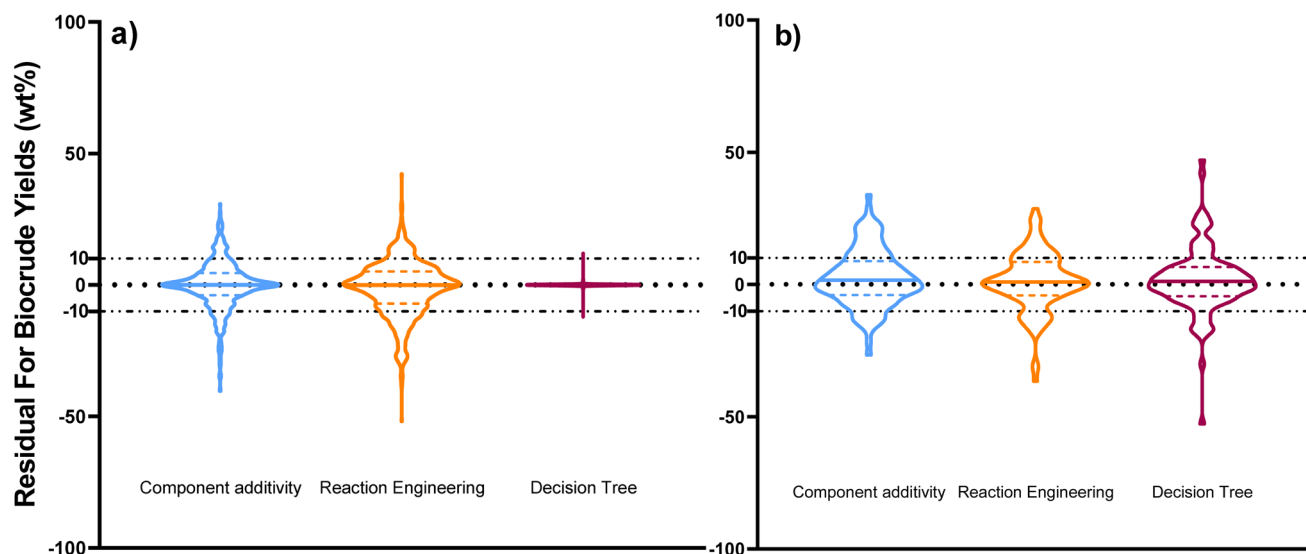 Residual For Biocrude Yields (wt%)
a)
100
50
10
0
-10
-50
-100
Component additivity
Reaction Engineering
Decision Tree
b)
100
50
10
0
-10
-50
-100
Component additivity
Reaction Engineering
Decision Tree